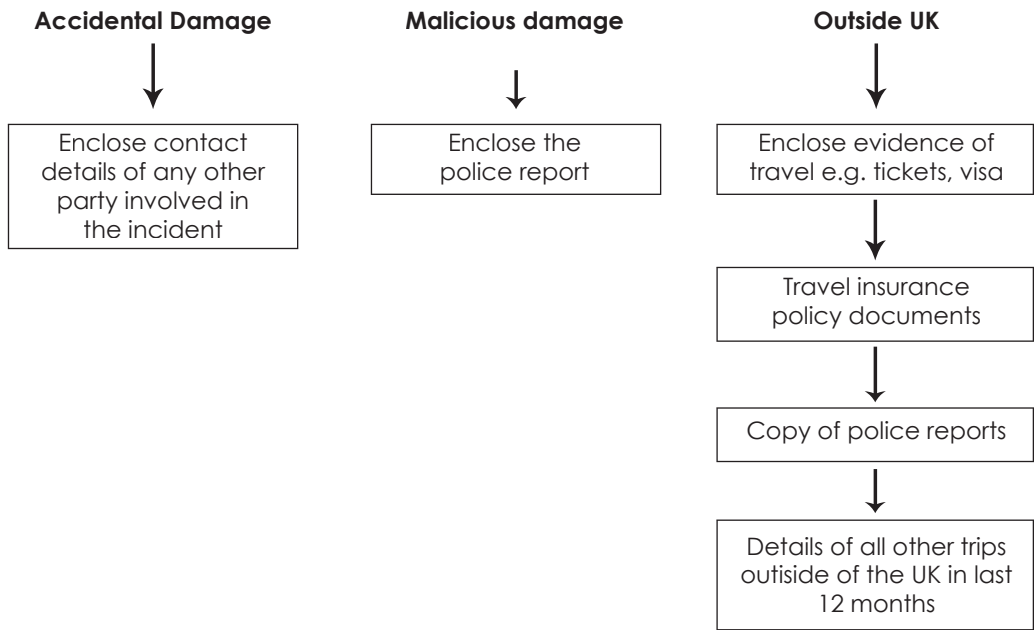 Accidental Damage
Enclose contact
details of any other
party involved in
the incident
Malicious damage
Enclose the
police report
Outside UK
Enclose evidence of
travel e.g. tickets, visa
Travel insurance
policy documents
Copy of police reports
Details of all other trips
outiside of the UK in last
12 months